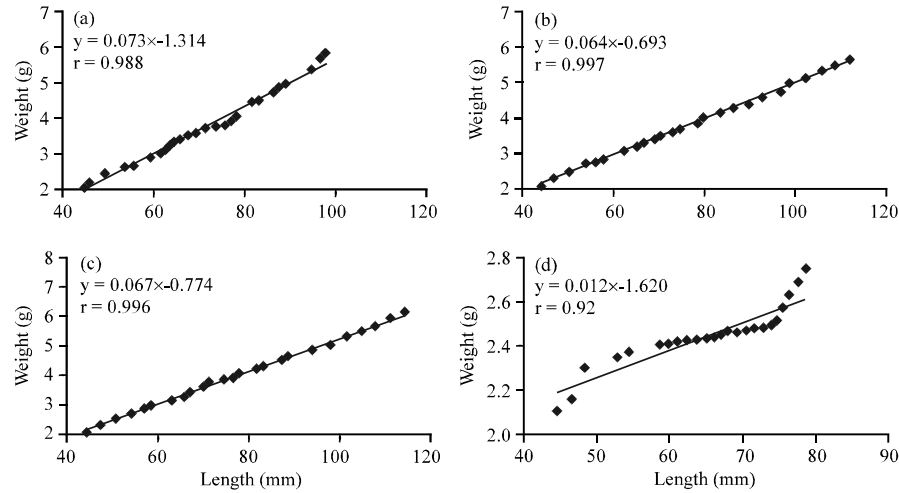 (a)
y = 0.073×-1.314
r = 0.988
Weight (g)
7
6
5
4
3
2
40 60 80 100 120
(b)
y = 0.064×-0.693
r = 0.997
Weight (g)
7
6
5
4
3
2
40 60 80 100 120
(c)
y = 0.067×-0.774
r = 0.996
Weight (g)
8
7
6
5
4
3
2
40 60 80 100 120
Length (mm)
(d)
y = 0.012×-1.620
r = 0.92
Weight (g)
2.8
2.6
2.4
2.2
2.0
40 50 60 70 80 90
Length (mm)